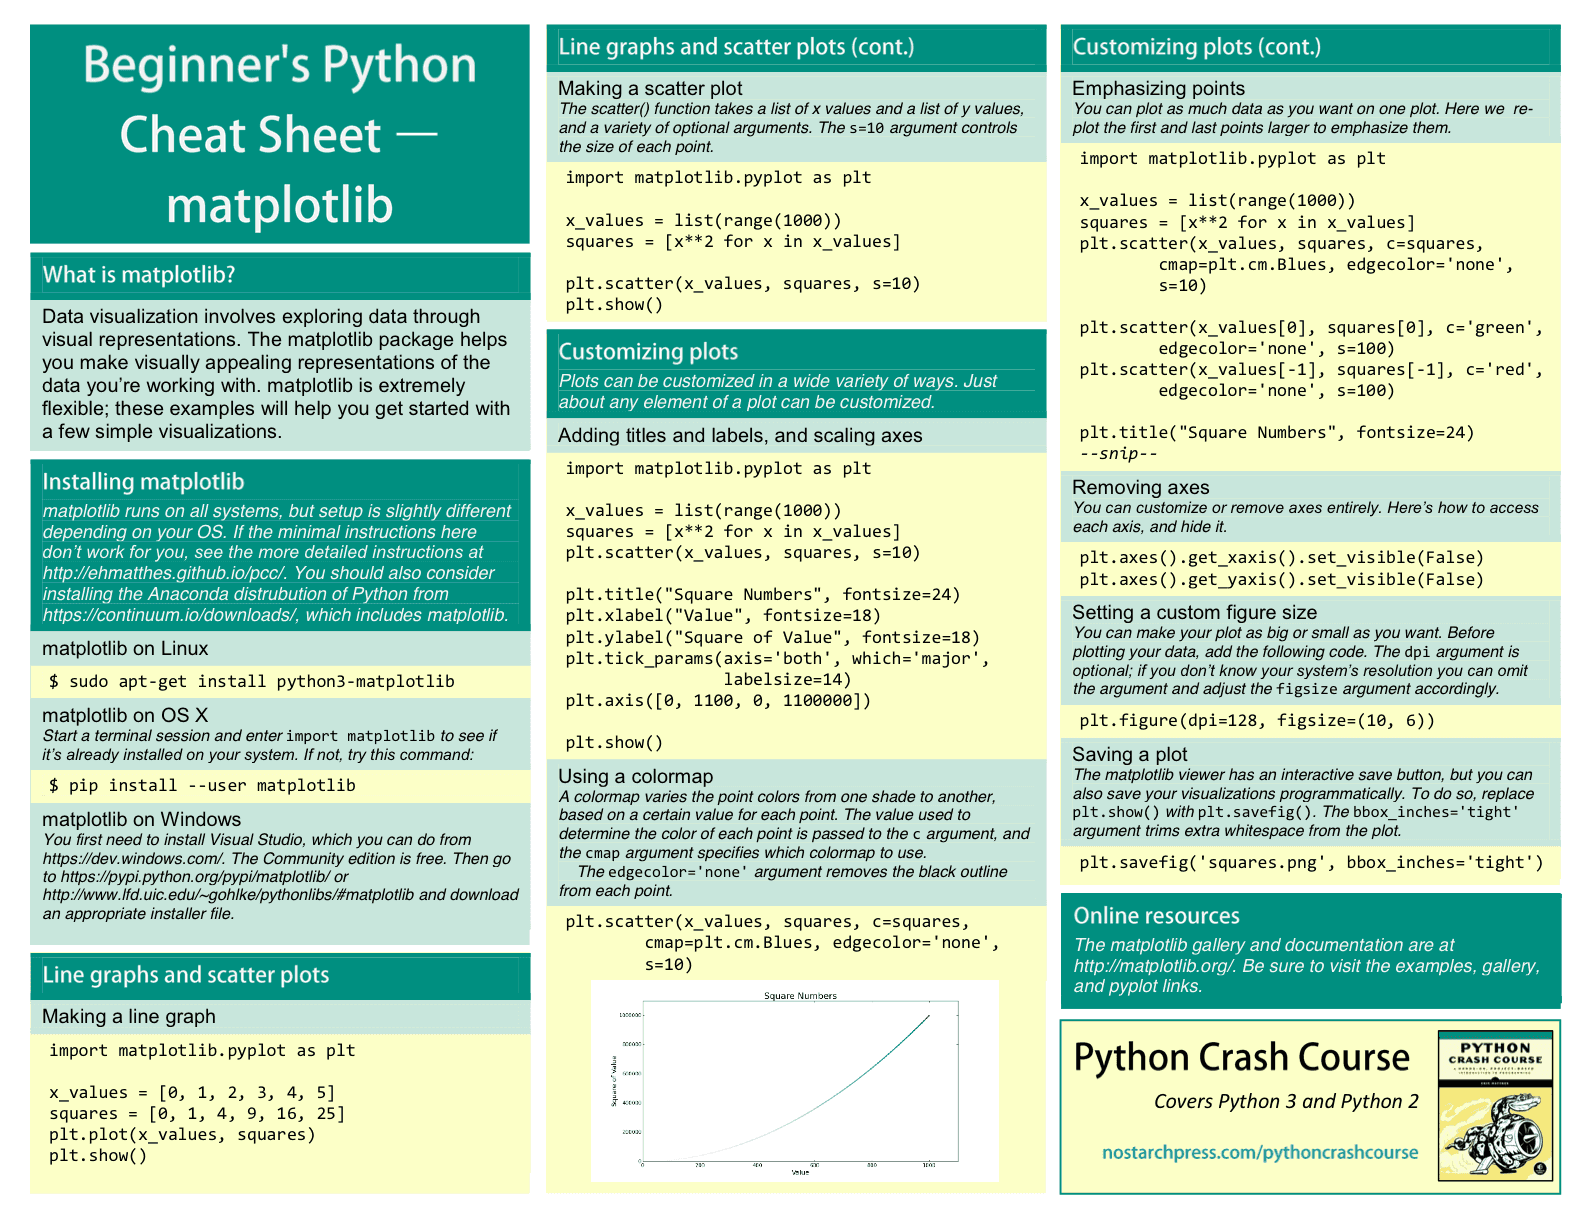 Beginner's Python
Cheat Sheet —
matplotlib
What is matplotlib?
Data visualization involves exploring data through
visual representations. The matplotlib package helps
you make visually appealing representations of the
data you're working with. matplotlib is extremely
flexible; these examples will help you get started with
a few simple visualizations.
Installing matplotlib
matplotlib runs on all systems, but setup is slightly different
depending on your OS. If the minimal instructions here
don't work for you, see the more detailed instructions at
http://ehmatthes.github.io/pcc/. You should also consider
installing the Anaconda distrubution of Python from
https://continuum.io/downloads/, which includes matplotlib.
matplotlib on Linux
$ sudo apt-get install python3-matplotlib
matplotlib on OS X
Start a terminal session and enter import matplotlib to see if
it's already installed on your system. If not, try this command:
$ pip install --user matplotlib
matplotlib on Windows
You first need to install Visual Studio, which you can do from
https://dev.windows.com/. The Community edition is free. Then go
to https://pypi.python.org/pypi/matplotlib/ or
http://www.lfd.uic.edu/~gohlke/pythonlibs/#matplotlib and download
an appropriate installer file.
Line graphs and scatter plots
Making a line graph
import matplotlib.pyplot as plt
x_values = [0, 1, 2, 3, 4, 5]
squares = [0, 1, 4, 9, 16, 25]
plt.plot(x_values, squares)
plt.show()
Line graphs and scatter plots (cont.)
Making a scatter plot
The scatter() function takes a list of x values and a list of y values,
and a variety of optional arguments. The s=10 argument controls
the size of each point.
import matplotlib.pyplot as plt
x_values = list(range(1000))
squares = [x**2 for x in x_values]
plt.scatter(x_values, squares, s=10)
plt.show()
Customizing plots
Plots can be customized in a wide variety of ways. Just
about any element of a plot can be customized.
Adding titles and labels, and scaling axes
import matplotlib.pyplot as plt
x_values = list(range(1000))
squares = [x**2 for x in x_values]
plt.scatter(x_values, squares, s=10)
plt.title("Square Numbers", fontsize=24)
plt.xlabel("Value", fontsize=18)
plt.ylabel("Square of Value", fontsize=18)
plt.tick_params(axis='both', which='major',
labelsize=14)
plt.axis([0, 1100, 0, 1100000])
plt.show()
Using a colormap
A colormap varies the point colors from one shade to another,
based on a certain value for each point. The value used to
determine the color of each point is passed to the c argument, and
the cmap argument specifies which colormap to use.
The edgecolor='none' argument removes the black outline
from each point.
plt.scatter(x_values, squares, c=squares,
cmap=plt.cm.Blues, edgecolor='none',
s=10)
Square Numbers
1000000
800000
600000
400000
200000
0
Square of Value
0 200 400 600 800 1000
Value
Customizing plots (cont.)
Emphasizing points
You can plot as much data as you want on one plot. Here we re-
plot the first and last points larger to emphasize them.
import matplotlib.pyplot as plt
x_values = list(range(1000))
squares = [x**2 for x in x_values]
plt.scatter(x_values, squares, c=squares,
cmap=plt.cm.Blues, edgecolor='none',
s=10)
plt.scatter(x_values[0], squares[0], c='green',
edgecolor='none', s=100)
plt.scatter(x_values[-1], squares[-1], c='red',
edgecolor='none', s=100)
plt.title("Square Numbers", fontsize=24)
--snip--
Removing axes
You can customize or remove axes entirely. Here's how to access
each axis, and hide it.
plt.axes().get_xaxis().set_visible(False)
plt.axes().get_yaxis().set_visible(False)
Setting a custom figure size
You can make your plot as big or small as you want. Before
plotting your data, add the following code. The dpi argument is
optional; if you don't know your system's resolution you can omit
the argument and adjust the figsize argument accordingly.
plt.figure(dpi=128, figsize=(10, 6))
Saving a plot
The matplotlib viewer has an interactive save button, but you can
also save your visualizations programmatically. To do so, replace
plt.show() with plt.savefig(). The bbox_inches='tight'
argument trims extra whitespace from the plot.
plt.savefig('squares.png', bbox_inches='tight')
Online resources
The matplotlib gallery and documentation are at
http://matplotlib.org/. Be sure to visit the examples, gallery,
and pyplot links.
Python Crash Course
Covers Python 3 and Python 2
nostarchpress.com/pythoncrashcourse
PYTHON
CRASH COURSE
A HANDS-ON, PROJECT-BASED
INTRODUCTION TO PROGRAMMING
ERIC MATTHES